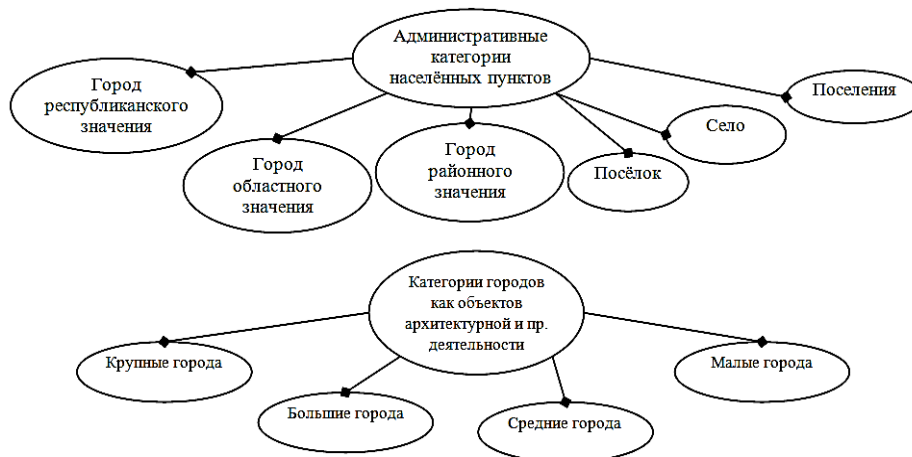 Административные
категории
населённых пунктов
Город
республиканского
значения
Город
областного
значения
Город
районного
значения
Посёлок
Село
Поселения
Категории городов
как объектов
архитектурной и пр.
деятельности
Крупные города
Большие города
Средние города
Малые города